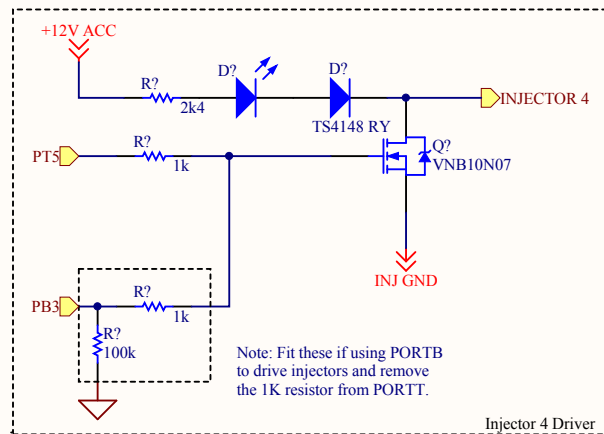 +12V ACC
D?
D?
R?
2k4
TS4148 RY
INJECTOR 4
PT5
R?
1k
Q?
VNB10N07
INJ GND
PB3
R?
1k
R?
100k
Note: Fit these if using PORTB
to drive injectors and remove
the 1K resistor from PORTT.
Injector 4 Driver